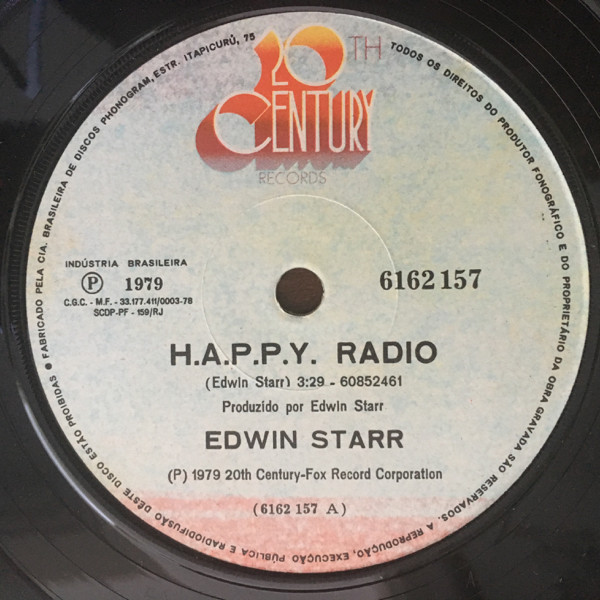 20TH
CENTURY
RECORDS
INDÚSTRIA BRASILEIRA
℗ 1979
C.G.C. - M.F. - 33.177.411/0003-78
SCDP-PF - 159/RJ
6162 157
H.A.P.P.Y. RADIO
(Edwin Starr) 3:29 - 60852461
Produzido por Edwin Starr
EDWIN STARR
(P) 1979 20th Century-Fox Record Corporation
(6162 157 A)
● FABRICADO PELA CIA. BRASILEIRA DE DISCOS PHONOGRAM, ESTR. ITAPICURÚ, 75
TODOS OS DIREITOS DO PRODUTOR FONOGRÁFICO E DO PROPRIETÁRIO DA OBRA GRAVADA SÃO RESERVADOS. A REPRODUÇÃO, EXECUÇÃO PÚBLICA E RADIODIFUSÃO DÊSTE DISCO ESTÃO PROIBIDAS